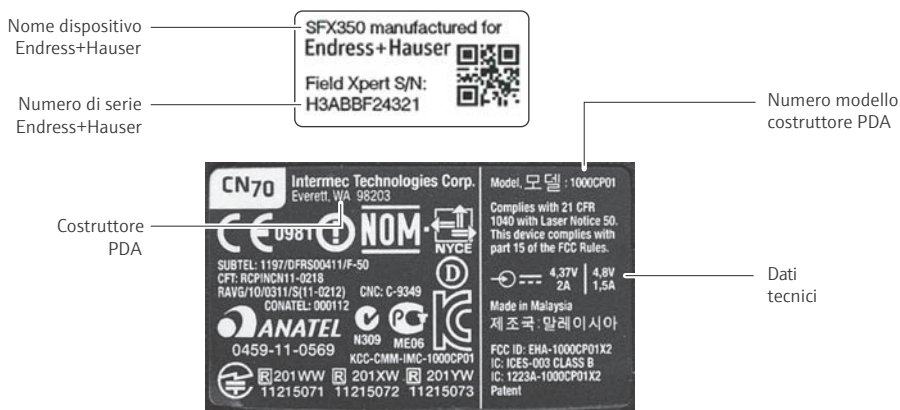 Nome dispositivo
Endress+Hauser
SFX350 manufactured for
Endress+Hauser
Field Xpert S/N:
H3ABBF24321
Numero di serie
Endress+Hauser
Numero modello
costruttore PDA
CN70
Intermec Technologies Corp.
Everett, WA 98203
Costruttore
PDA
CE 0981
NOM
NYCE
SUBTEL: 1197/DFRS00411/F-50
CFT: RCPINCN11-0218
RAVG/10/0311/S(11-0212) CNC: C-9349
CONATEL: 000112
D
ANATEL
0459-11-0569
N309
ME06
KCC-CMM-IMC-1000CP01
R 201WW R 201XW R 201YW
11215071 11215072 11215073
Model, 모델 : 1000CP01
Complies with 21 CFR
1040 with Laser Notice 50.
This device complies with
part 15 of the FCC Rules.
4,37V 4,8V
2A 1,5A
Dati
tecnici
Made in Malaysia
제조국:말레이시아
FCC ID: EHA-1000CP01X2
IC: ICES-003 CLASS B
IC: 1223A-1000CP01X2
Patent